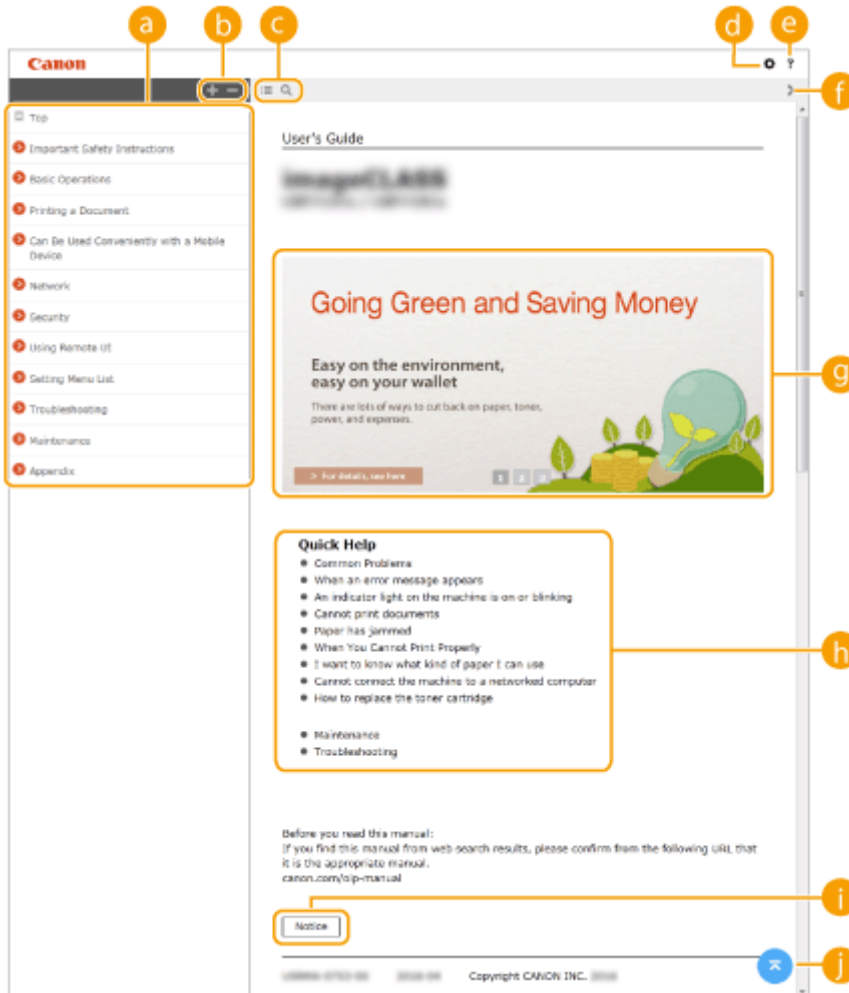 a b c d e
Canon
?
+ −
f
Top
Important Safety Instructions
Basic Operations
Printing a Document
Can Be Used Conveniently with a Mobile
Device
Network
Security
Using Remote UI
Setting Menu List
Troubleshooting
Maintenance
Appendix
User's Guide
imageCLASS
Going Green and Saving Money
Easy on the environment,
easy on your wallet
There are lots of ways to cut back on paper, toner,
power, and expenses.
> For details, see here
1 2 3
g
Quick Help
Common Problems
When an error message appears
An indicator light on the machine is on or blinking
Cannot print documents
Paper has jammed
When You Cannot Print Properly
I want to know what kind of paper I can use
Cannot connect the machine to a networked computer
How to replace the toner cartridge
Maintenance
Troubleshooting
h
Before you read this manual:
If you find this manual from web search results, please confirm from the following URL that
it is the appropriate manual.
canon.com/oip-manual
i
Notice
j
Copyright CANON INC.